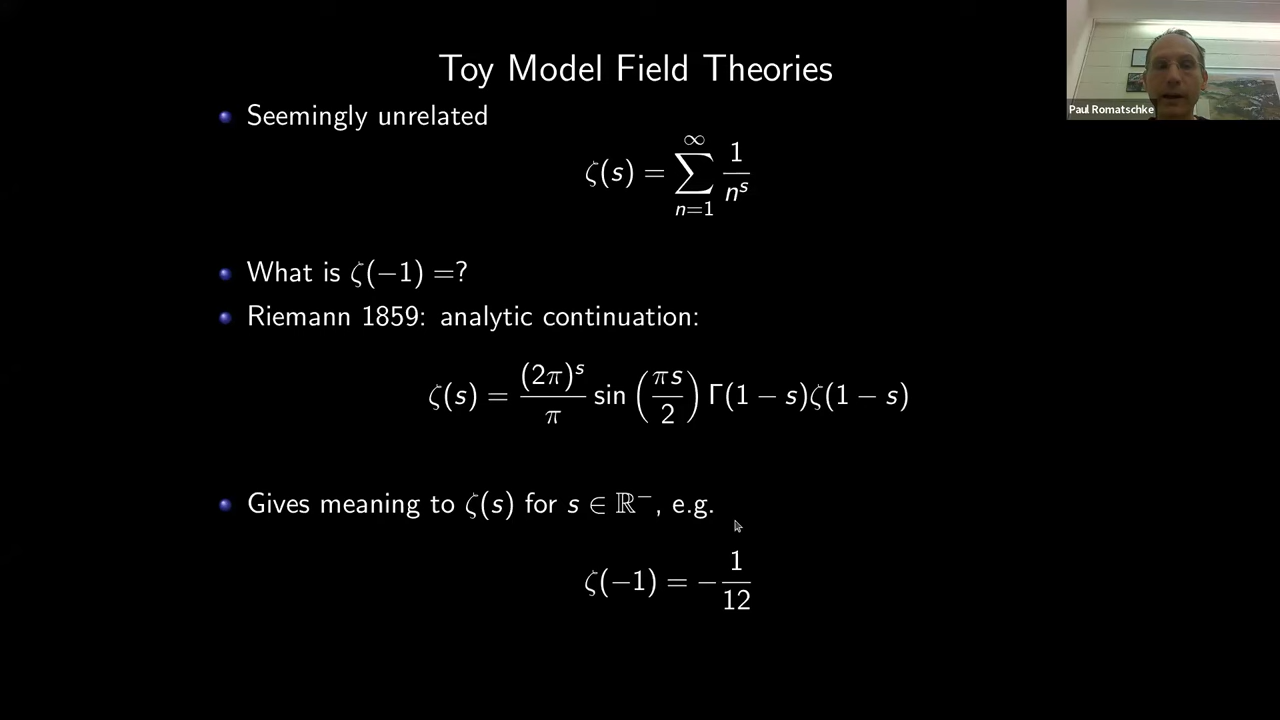 Toy Model Field Theories
Seemingly unrelated
ζ(s) = ∑_{n=1}^{∞} 1/n^s
What is ζ(−1) =?
Riemann 1859: analytic continuation:
ζ(s) = (2π)^s/π sin(πs/2) Γ(1 − s)ζ(1 − s)
Gives meaning to ζ(s) for s ∈ ℝ⁻, e.g.
ζ(−1) = −1/12
Paul Romatschke